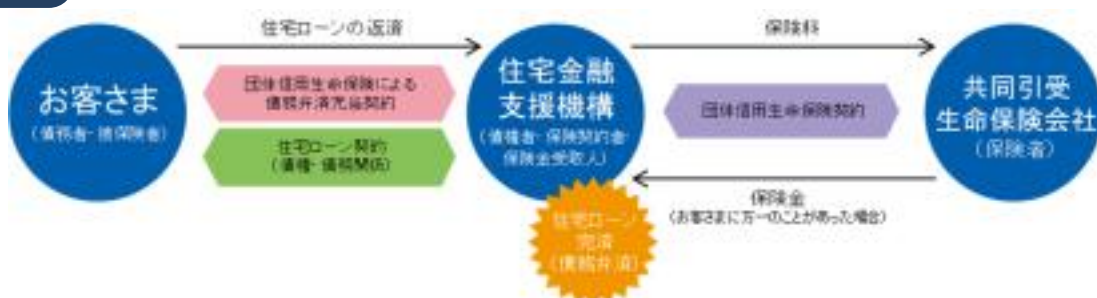 お客さま
(債務者・被保険者)
住宅ローンの返済
団体信用生命保険による
債務弁済充当契約
住宅ローン契約
(債権・債務関係)
住宅金融
支援機構
(債権者・保険契約者・
保険金受取人)
住宅ローン
完済
(債務弁済)
保険料
団体信用生命保険契約
保険金
(お客さまに万一のことがあった場合)
共同引受
生命保険会社
(保険者)